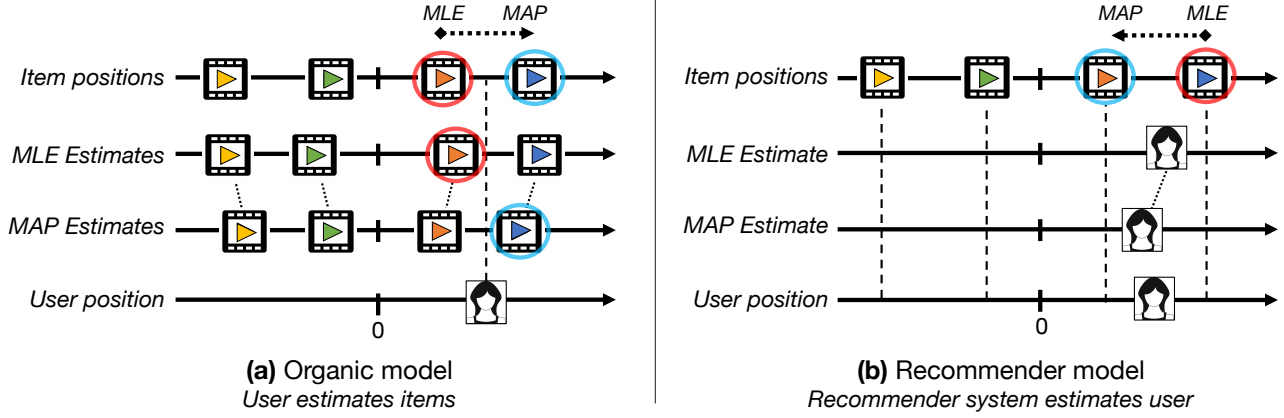 MLE MAP
Item positions
MLE Estimates
MAP Estimates
User position
0
(a) Organic model
User estimates items
MAP MLE
Item positions
MLE Estimate
MAP Estimate
User position
0
(b) Recommender model
Recommender system estimates user